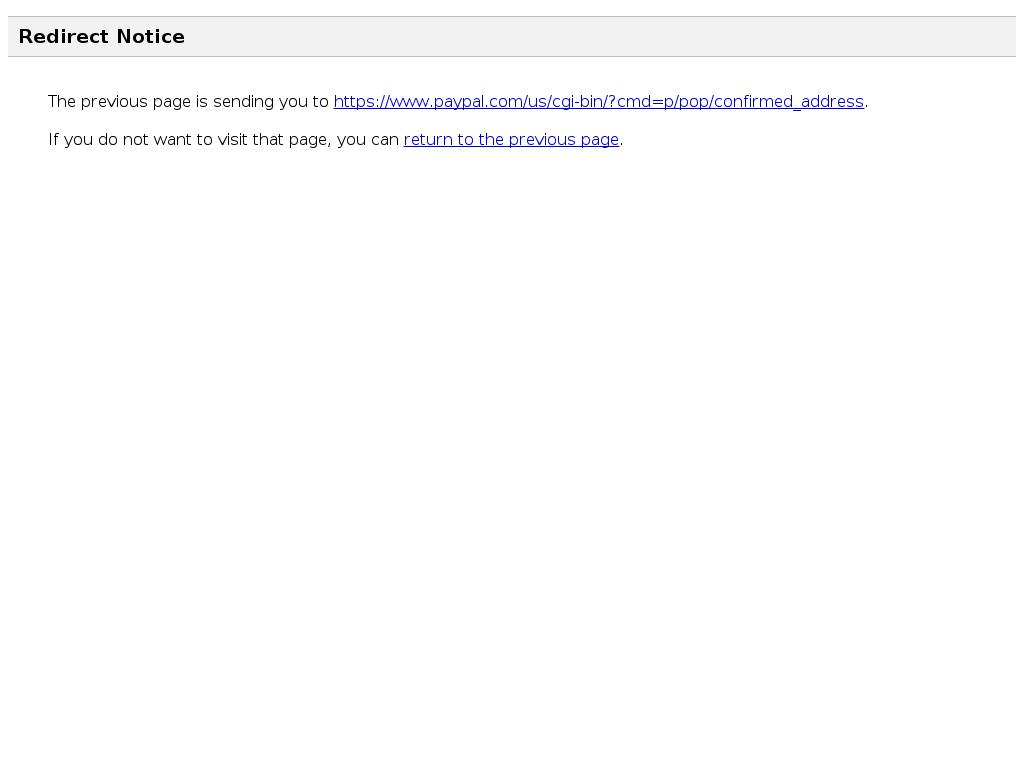 Redirect Notice
The previous page is sending you to https://www.paypal.com/us/cgi-bin/?cmd=p/pop/confirmed_address.
If you do not want to visit that page, you can return to the previous page.